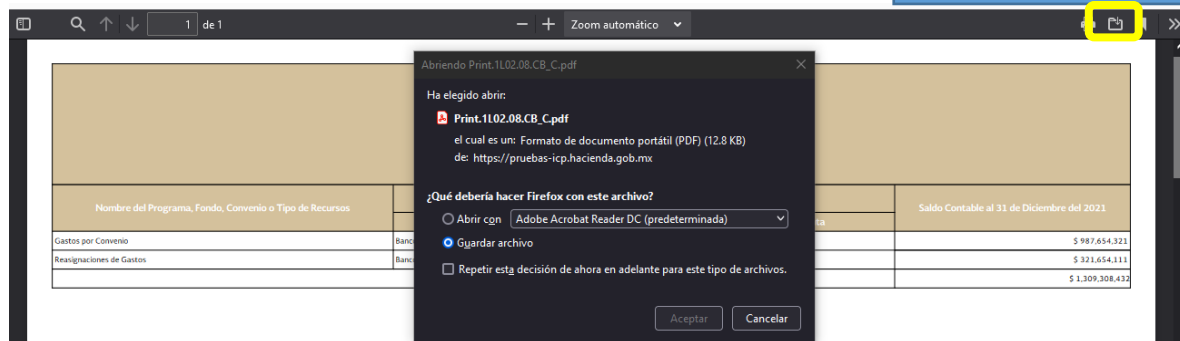 1 de 1
Zoom automático
Abriendo Print.1L02.08.CB_C.pdf
Ha elegido abrir:
Print.1L02.08.CB_C.pdf
el cual es un: Formato de documento portátil (PDF) (12.8 KB)
de: https://pruebas-icp.hacienda.gob.mx
¿Qué debería hacer Firefox con este archivo?
Abrir con Adobe Acrobat Reader DC (predeterminada)
Guardar archivo
Repetir esta decisión de ahora en adelante para este tipo de archivos.
Aceptar Cancelar
Nombre del Programa, Fondo, Convenio o Tipo de Recursos
Saldo Contable al 31 de Diciembre del 2021
Gastos por Convenio
$ 987,654,321
Reasignaciones de Gastos
$ 321,654,111
$ 1,309,308,432